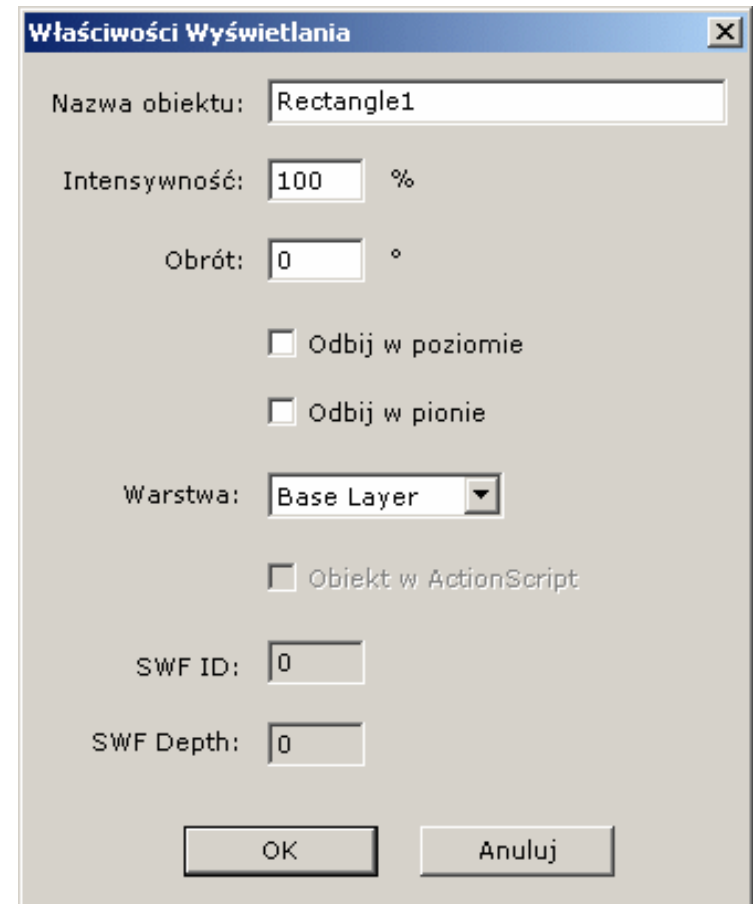 Właściwości Wyświetlania
Nazwa obiektu: Rectangle1
Intensywność: 100 %
Obrót: 0 °
Odbij w poziomie
Odbij w pionie
Warstwa: Base Layer
Obiekt w ActionScript
SWF ID: 0
SWF Depth: 0
OK Anuluj